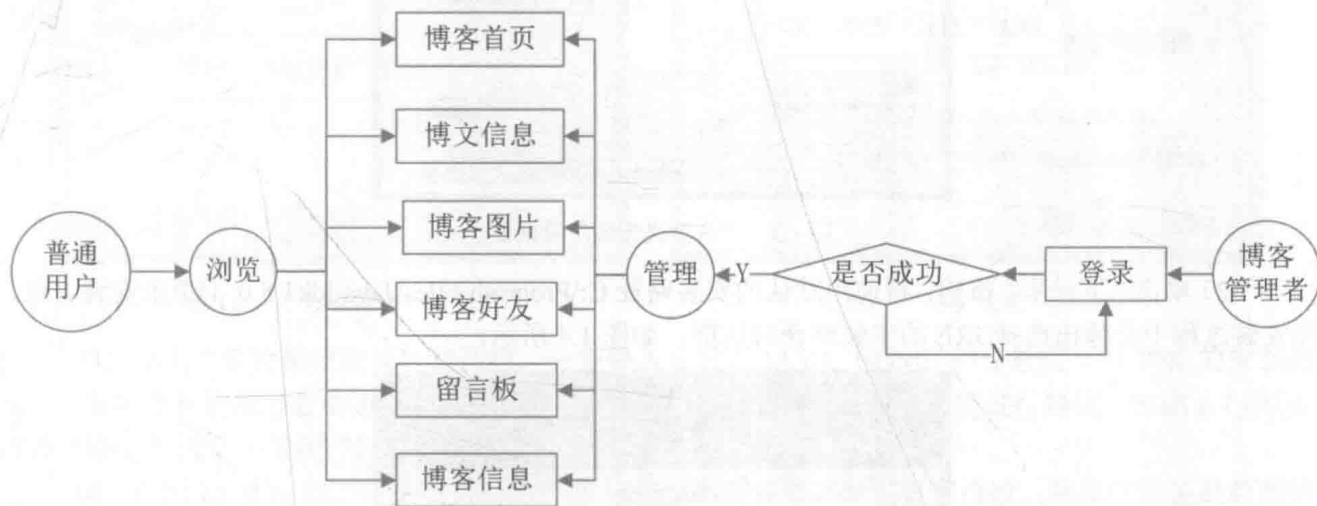 博客首页
博文信息
博客图片
博客好友
留言板
博客信息
普通
用户
浏览
管理
Y
是否成功
N
登录
博客
管理者